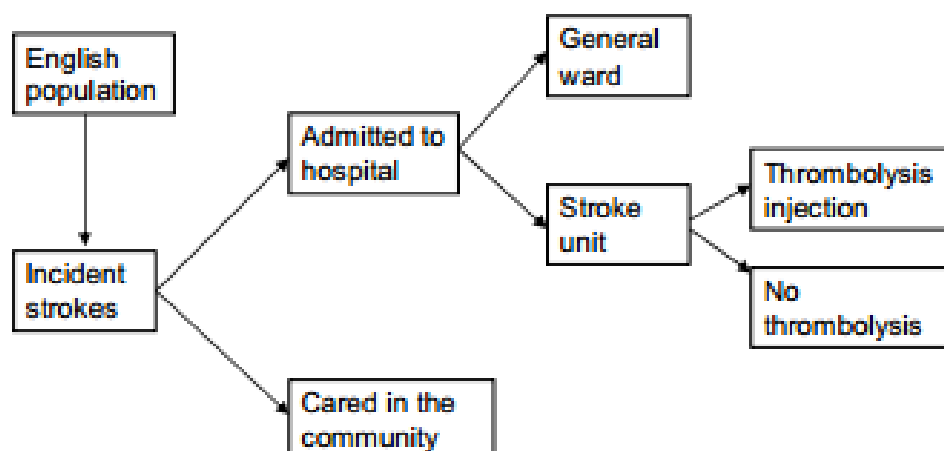 English
population
Incident
strokes
Admitted to
hospital
Cared in the
community
General
ward
Stroke
unit
Thrombolysis
injection
No
thrombolysis